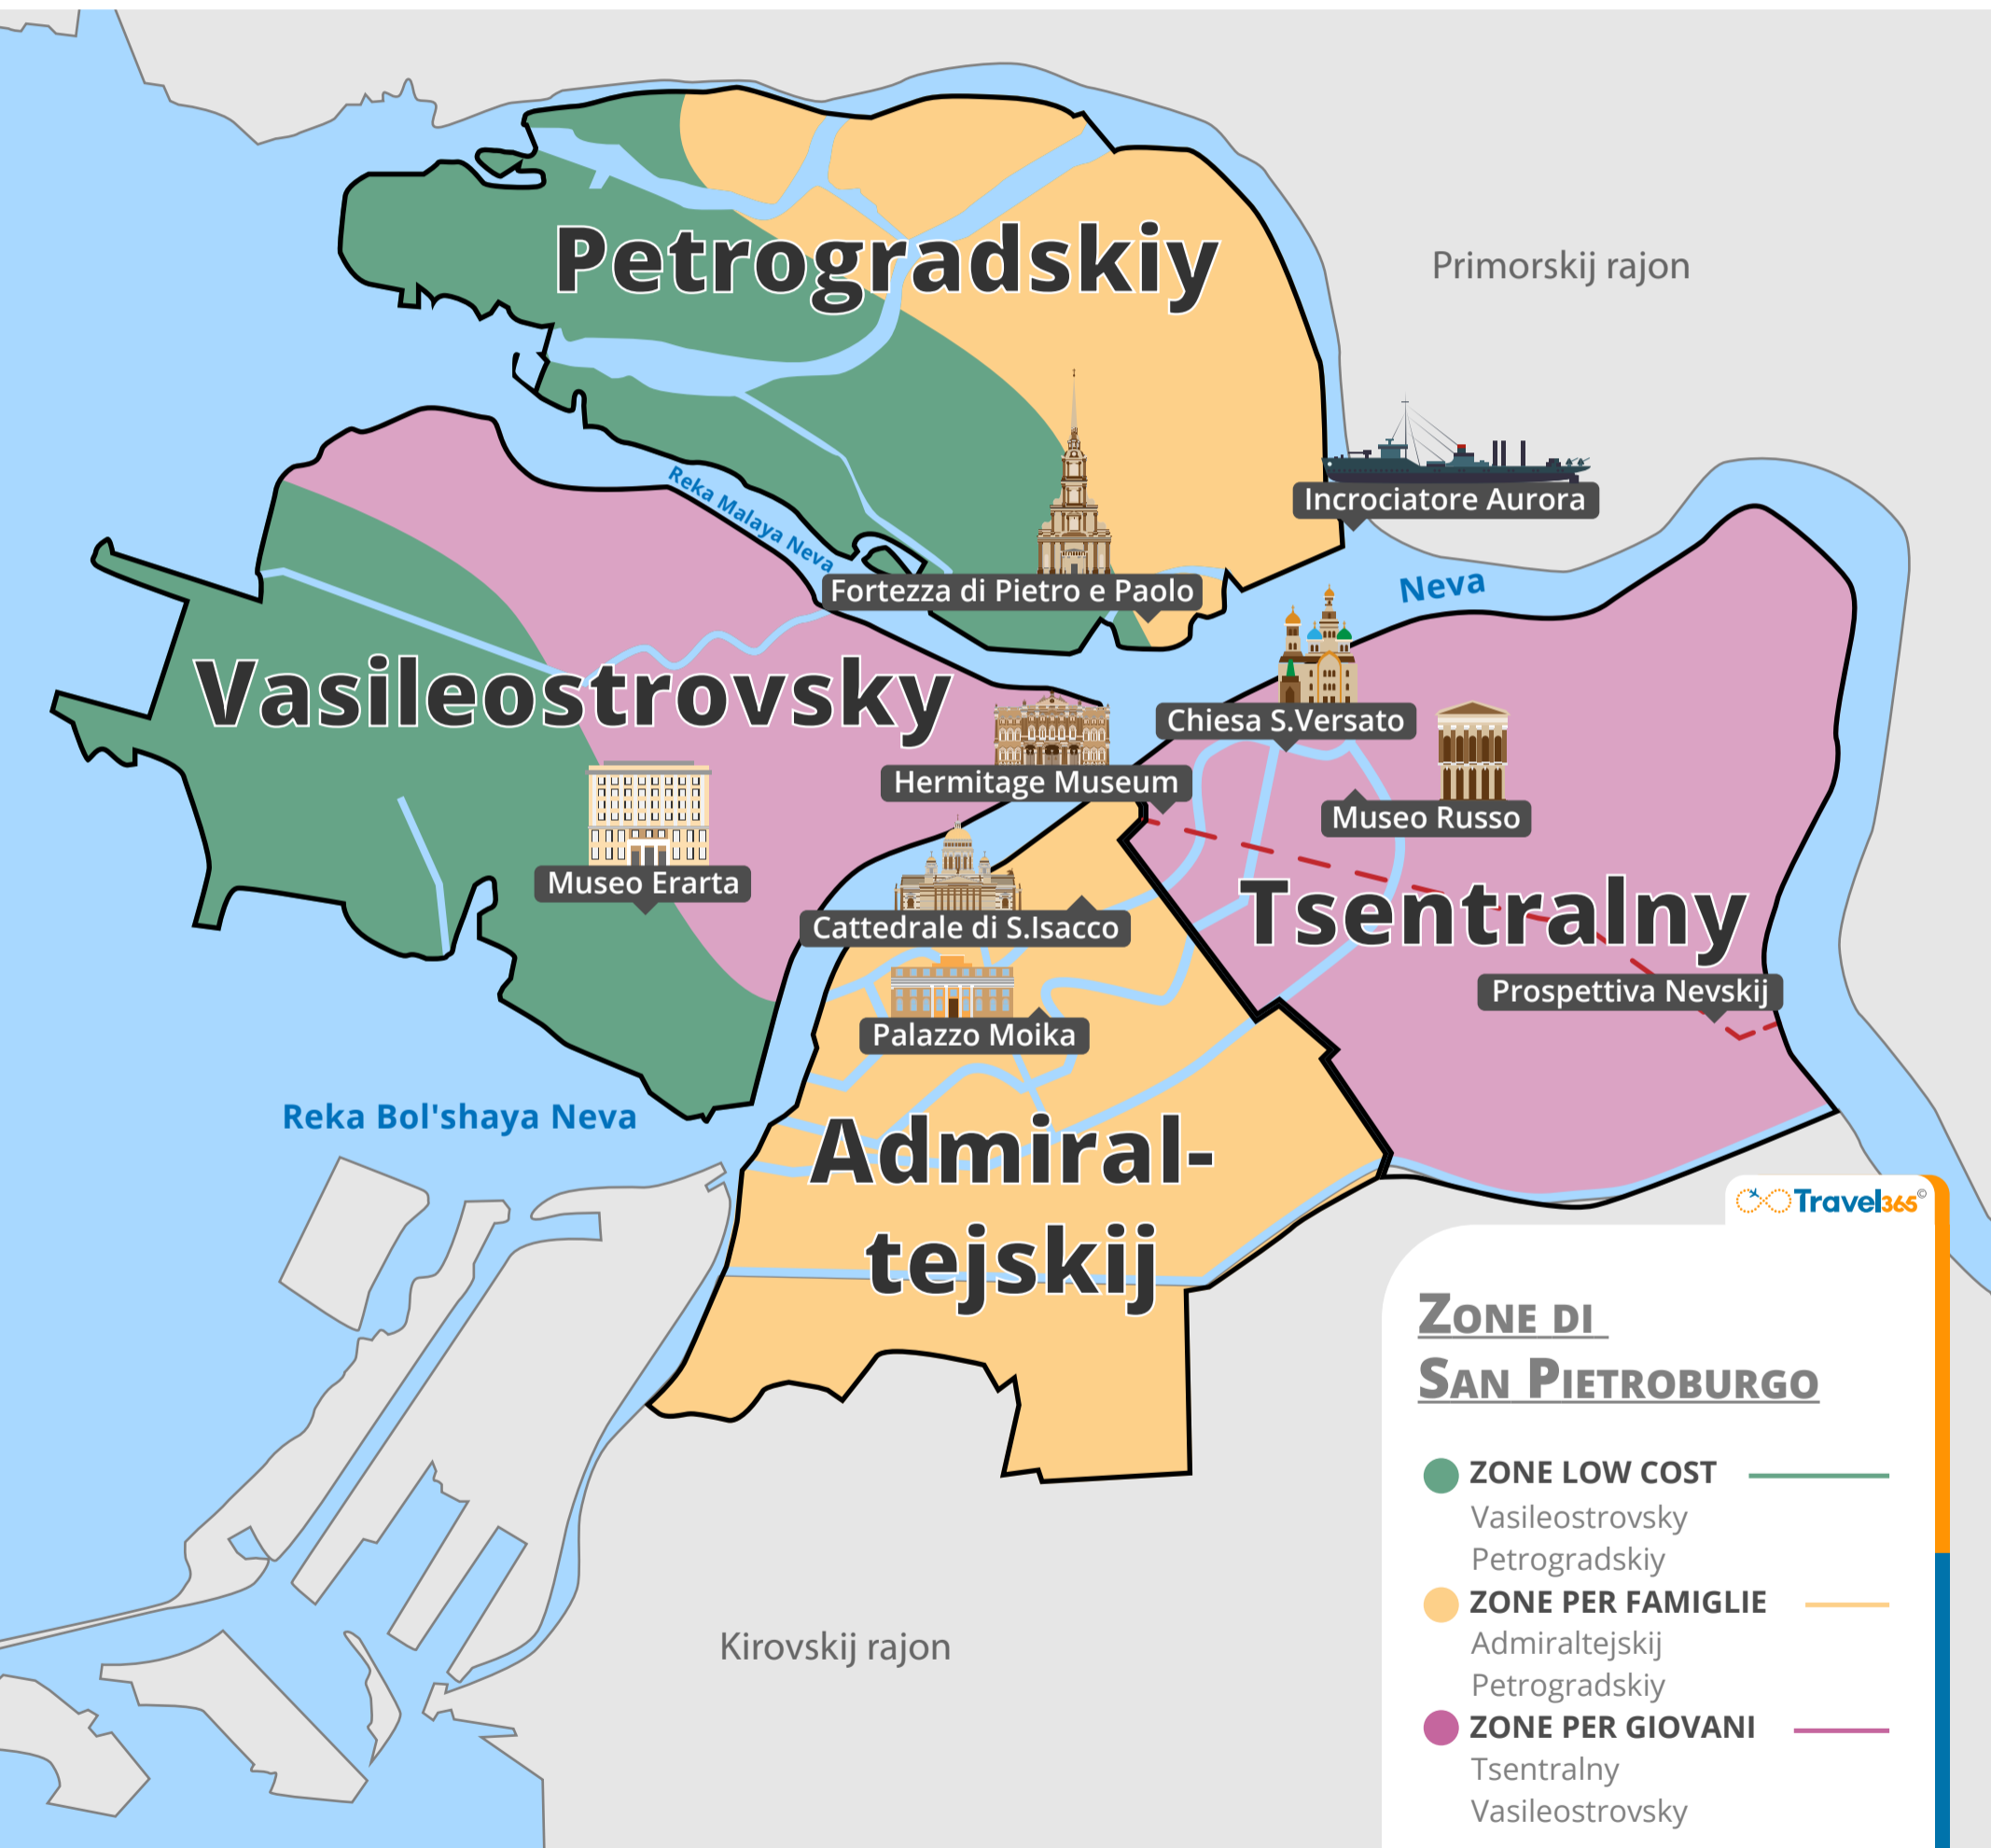 Petrogradskiy
Primorskij rajon
Incrociatore Aurora
Reka Malaya Neva
Fortezza di Pietro e Paolo
Neva
Vasileostrovsky
Chiesa S.Versato
Hermitage Museum
Museo Russo
Museo Erarta
Cattedrale di S.Isacco
Tsentralny
Prospettiva Nevskij
Palazzo Moika
Reka Bol'shaya Neva
Admiral-
tejskij
Kirovskij rajon
Travel365©
ZONE DI
SAN PIETROBURGO
ZONE LOW COST
Vasileostrovsky
Petrogradskiy
ZONE PER FAMIGLIE
Admiraltejskij
Petrogradskiy
ZONE PER GIOVANI
Tsentralny
Vasileostrovsky